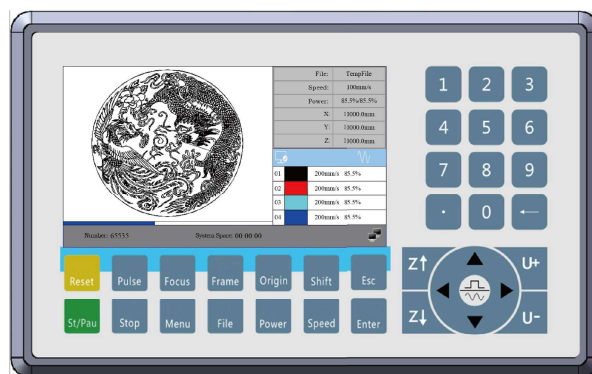 File: TempFile
Speed: 100mm/s
Power: 85.5%/85.5%
X: 11000.0mm
Y: 11000.0mm
Z: 11000.0mm
01 200mm/s 85.5%
02 200mm/s 85.5%
03 200mm/s 85.5%
04 200mm/s 85.5%
Number: 65535 System Space: 00:00:00
Reset Pulse Focus Frame Origin Shift Esc
St/Pau Stop Menu File Power Speed Enter
1 2 3
4 5 6
7 8 9
. 0 ←
Z↑ U+
Z↓ U-